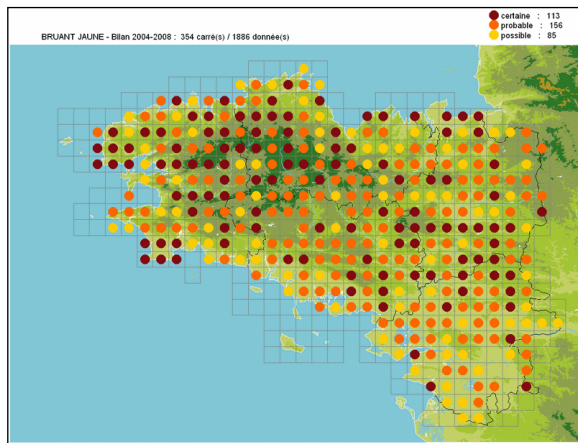 certaine : 113
probable : 156
possible : 85
BRUANT JAUNE - Bilan 2004-2008 : 354 carré(s) / 1886 donnée(s)